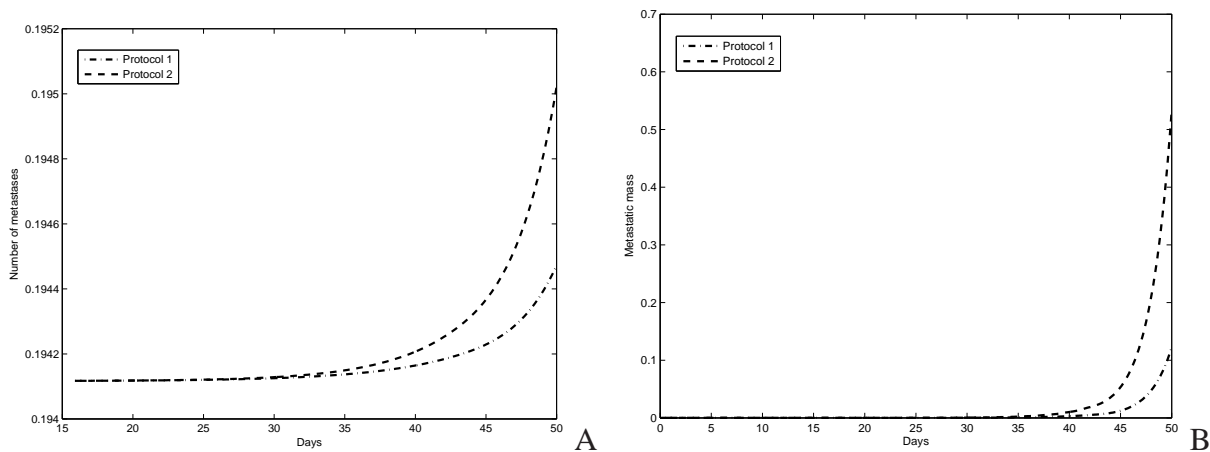 0.1952
0.195
0.1948
0.1946
0.1944
0.1942
0.194
Number of metastases
Protocol 1
Protocol 2
15 20 25 30 35 40 45 50
Days
A
0.7
0.6
0.5
0.4
0.3
0.2
0.1
0
Metastatic mass
Protocol 1
Protocol 2
0 5 10 15 20 25 30 35 40 45 50
Days
B